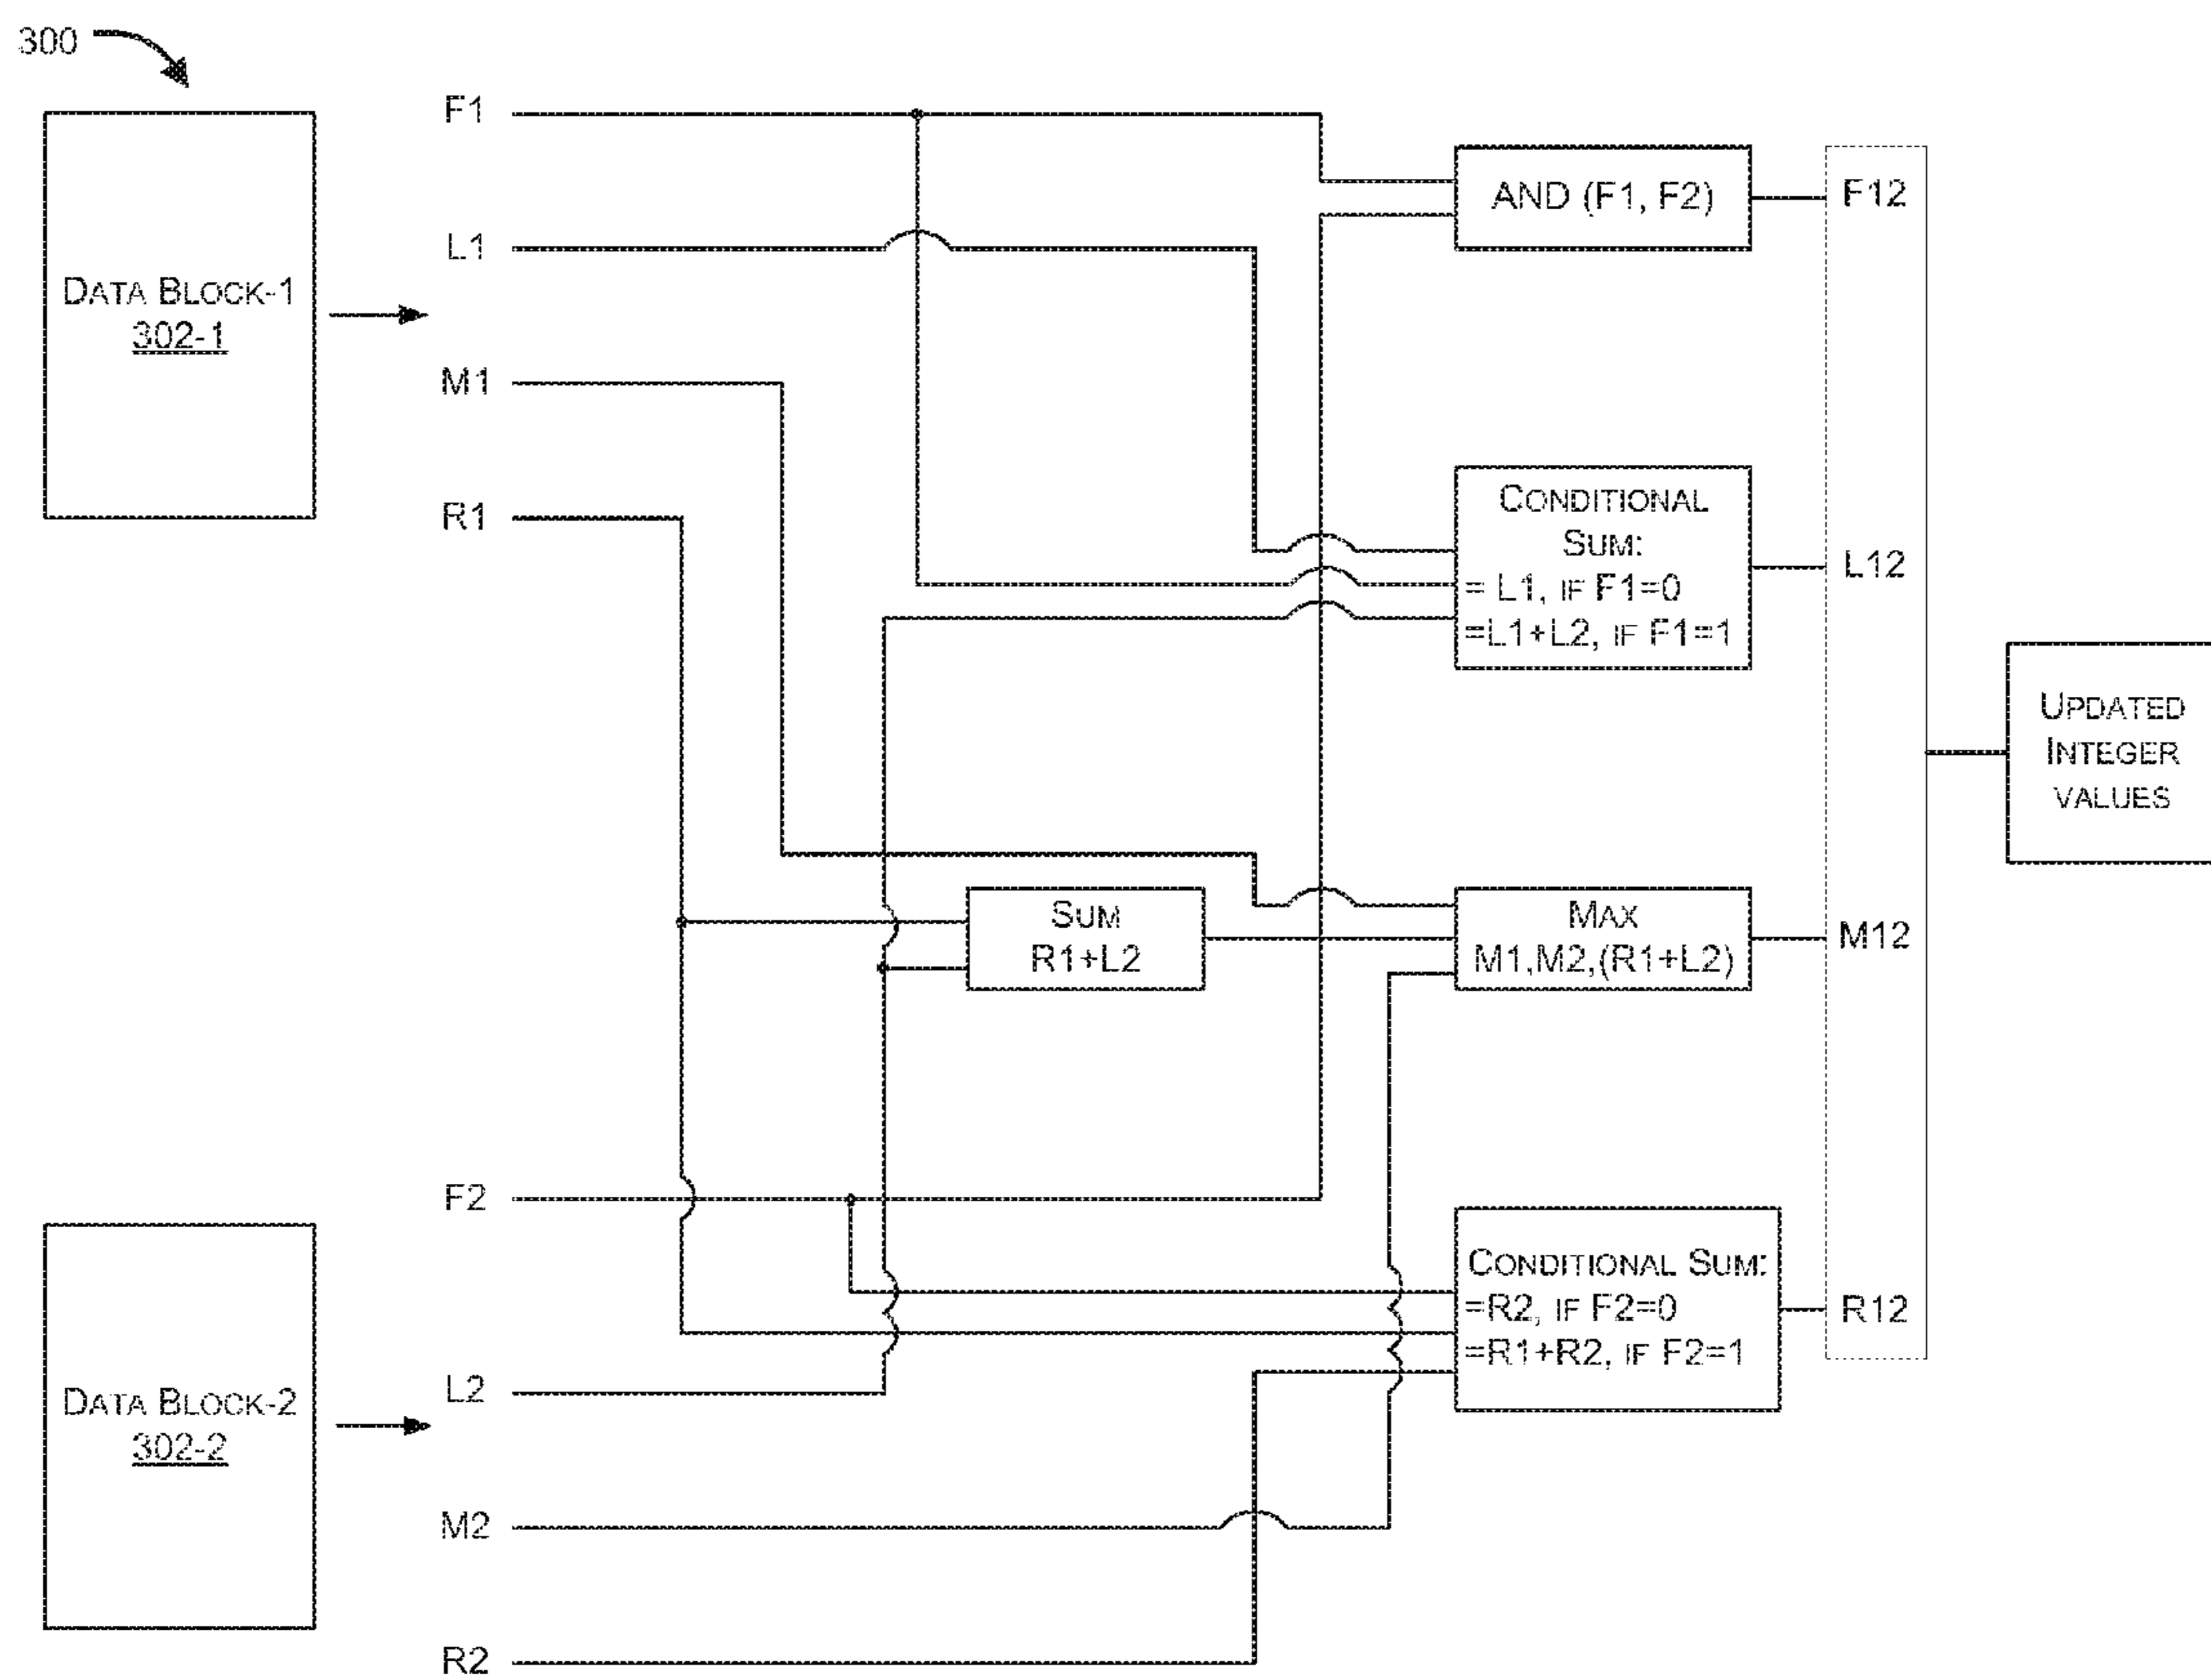 300
DATA BLOCK-1
302-1
F1
L1
M1
R1
AND (F1, F2)
CONDITIONAL
SUM:
= L1, IF F1=0
=L1+L2, IF F1=1
SUM
R1+L2
MAX
M1,M2,(R1+L2)
DATA BLOCK-2
302-2
F2
L2
M2
R2
CONDITIONAL SUM:
=R2, IF F2=0
=R1+R2, IF F2=1
F12
L12
M12
R12
UPDATED
INTEGER
VALUES